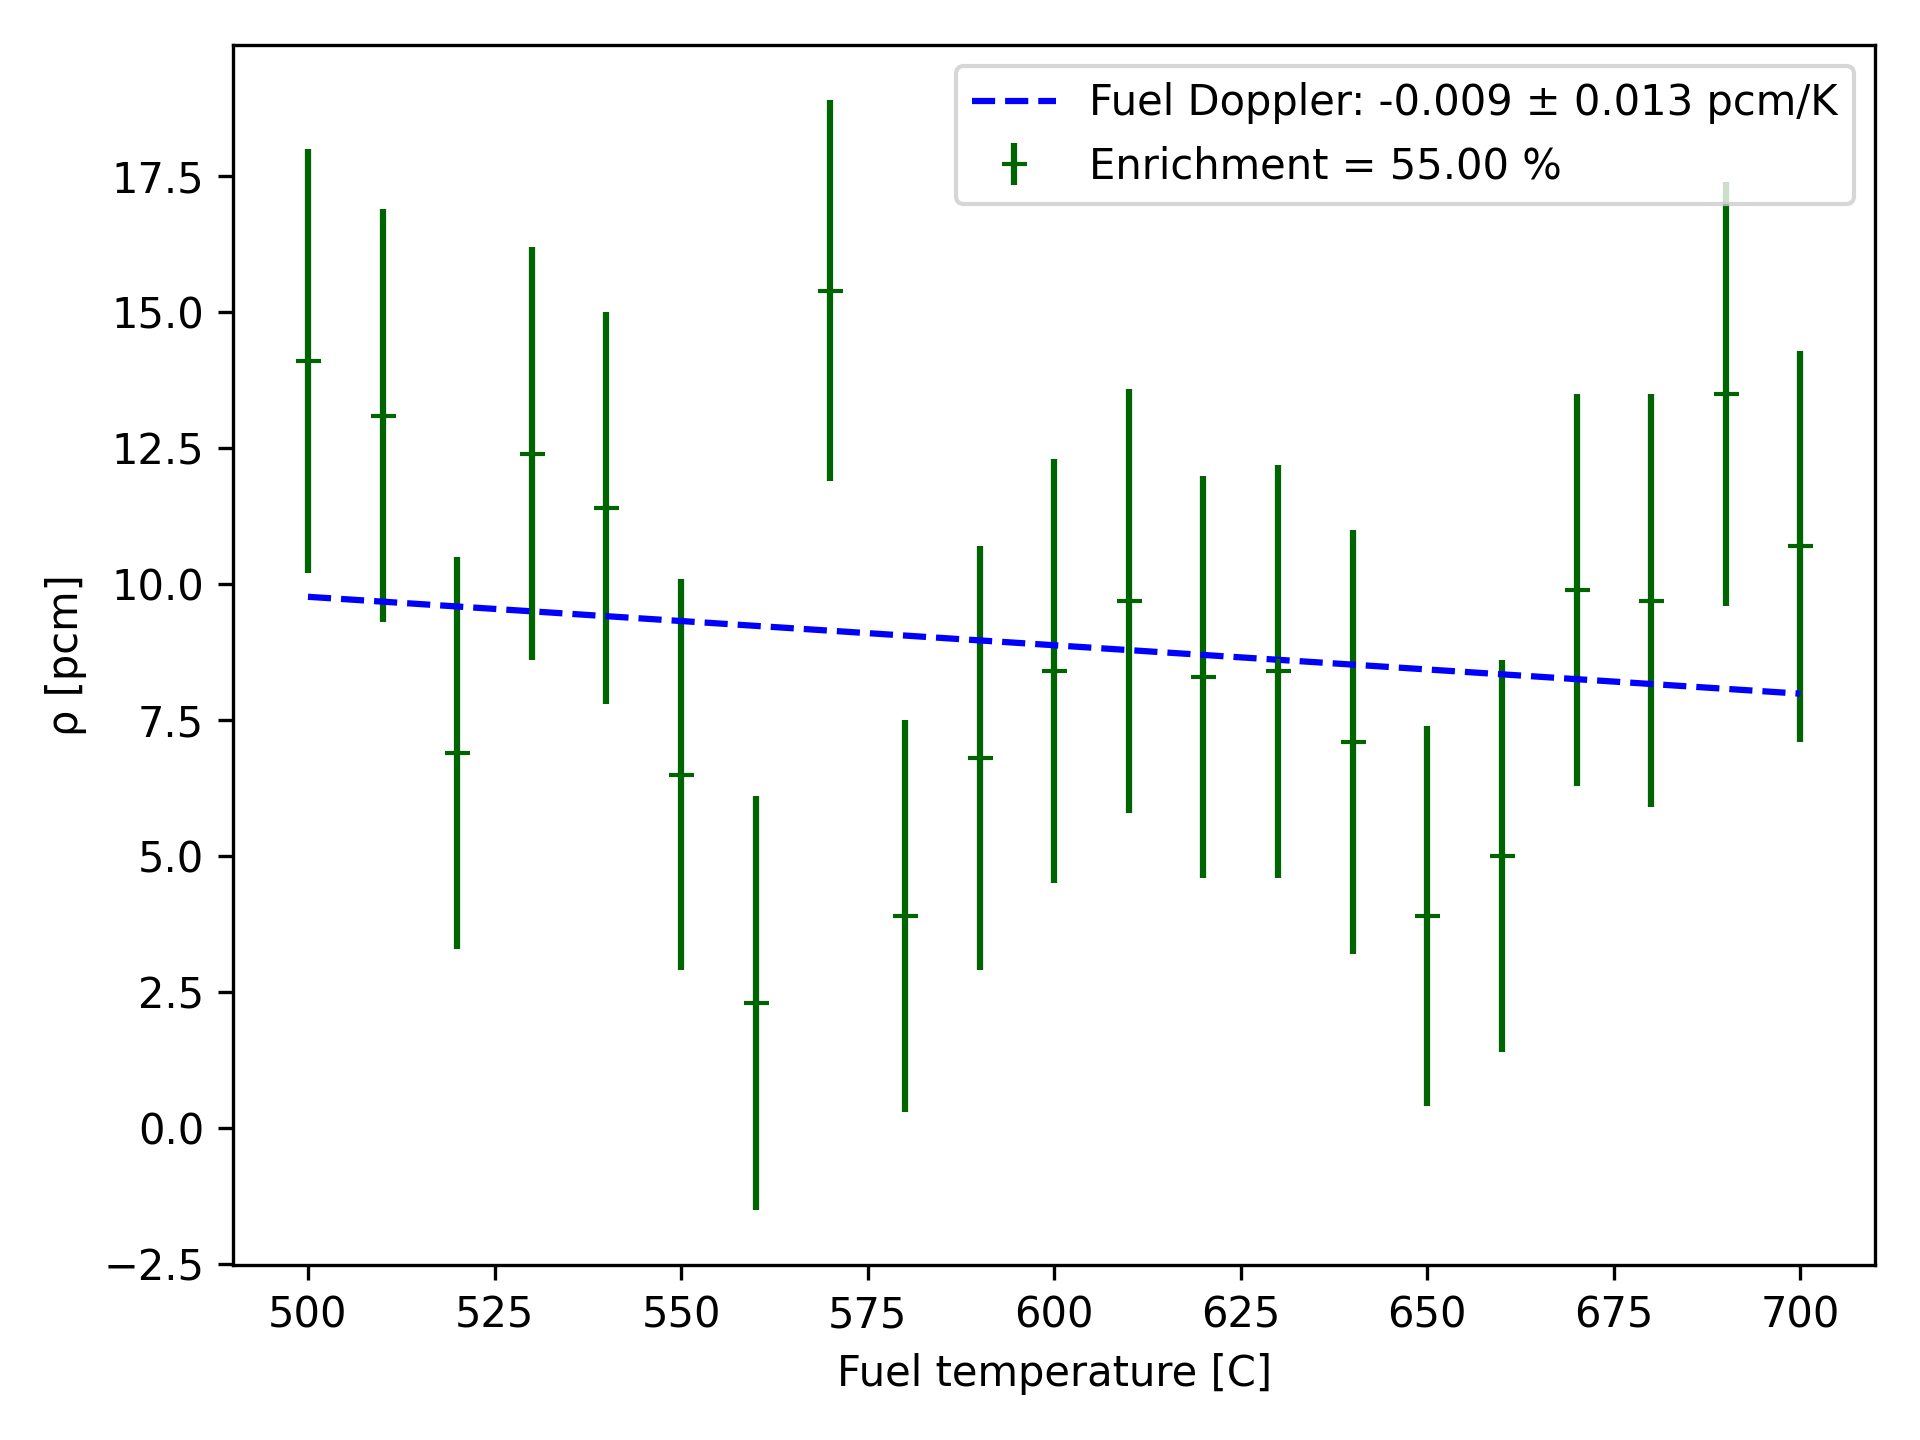 Fuel Doppler: -0.009 ± 0.013 pcm/K
Enrichment = 55.00 %
17.5
15.0
12.5
10.0
7.5
5.0
2.5
0.0
−2.5
ρ [pcm]
500 525 550 575 600 625 650 675 700
Fuel temperature [C]